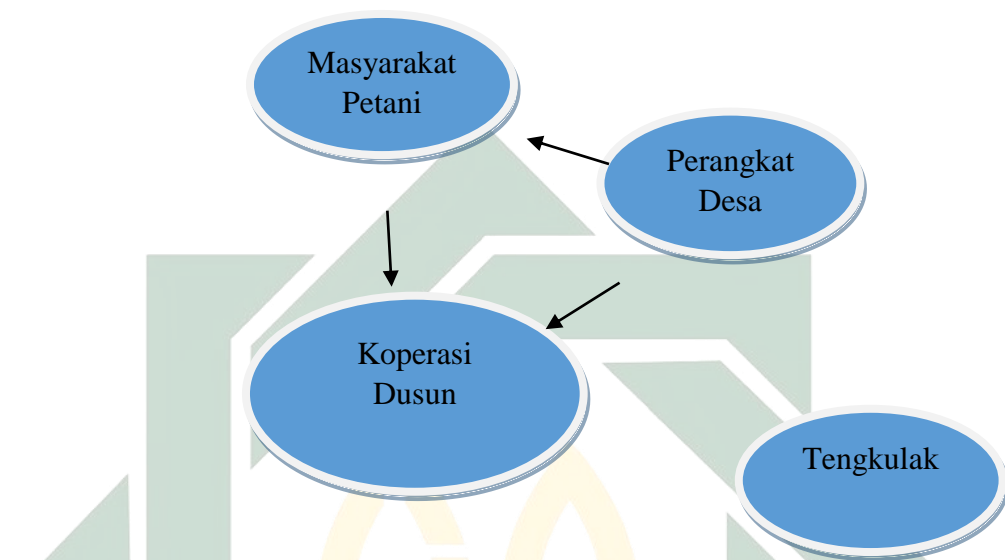 Masyarakat
Petani
Perangkat
Desa
Koperasi
Dusun
Tengkulak